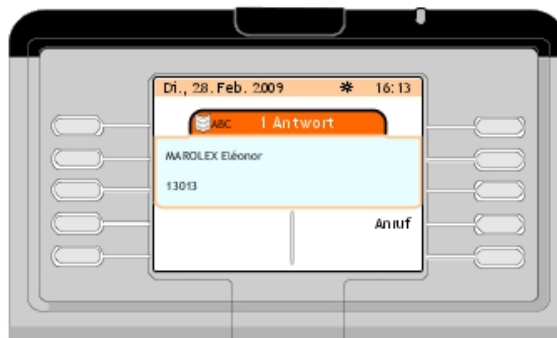 Di., 28. Feb. 2009 16:13
ABC 1 Antwort
MAROLEX Eléonor
13013
Anruf